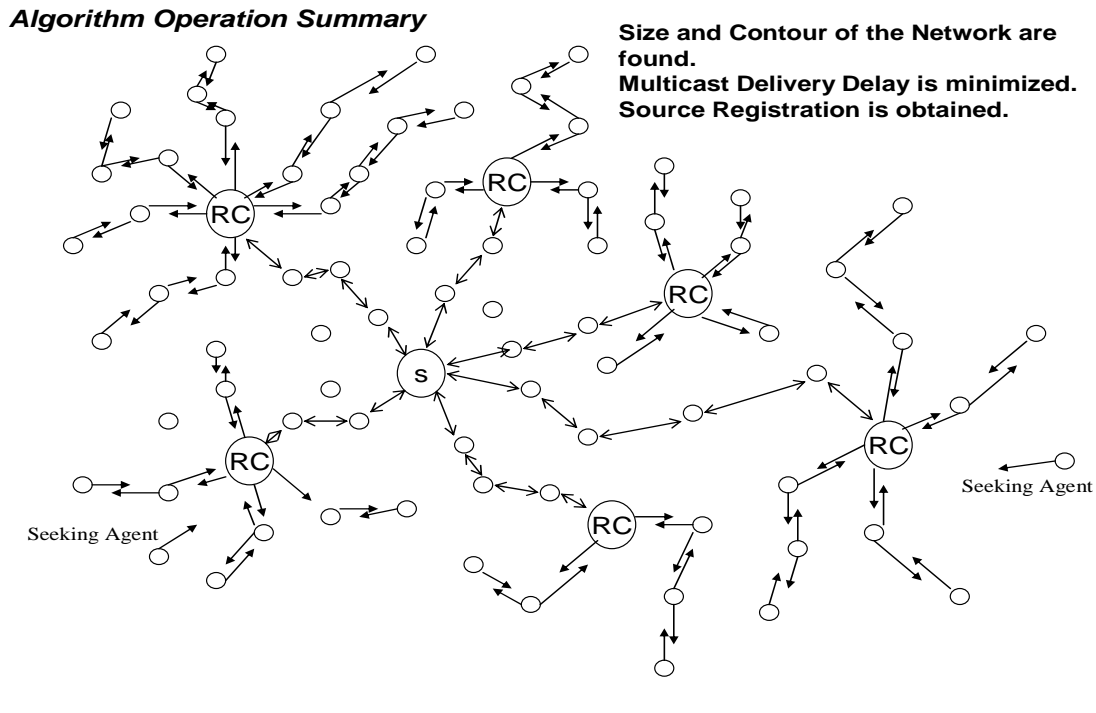 Algorithm Operation Summary
Size and Contour of the Network are
found.
Multicast Delivery Delay is minimized.
Source Registration is obtained.
RC
RC
RC
s
RC
RC
RC
Seeking Agent
Seeking Agent